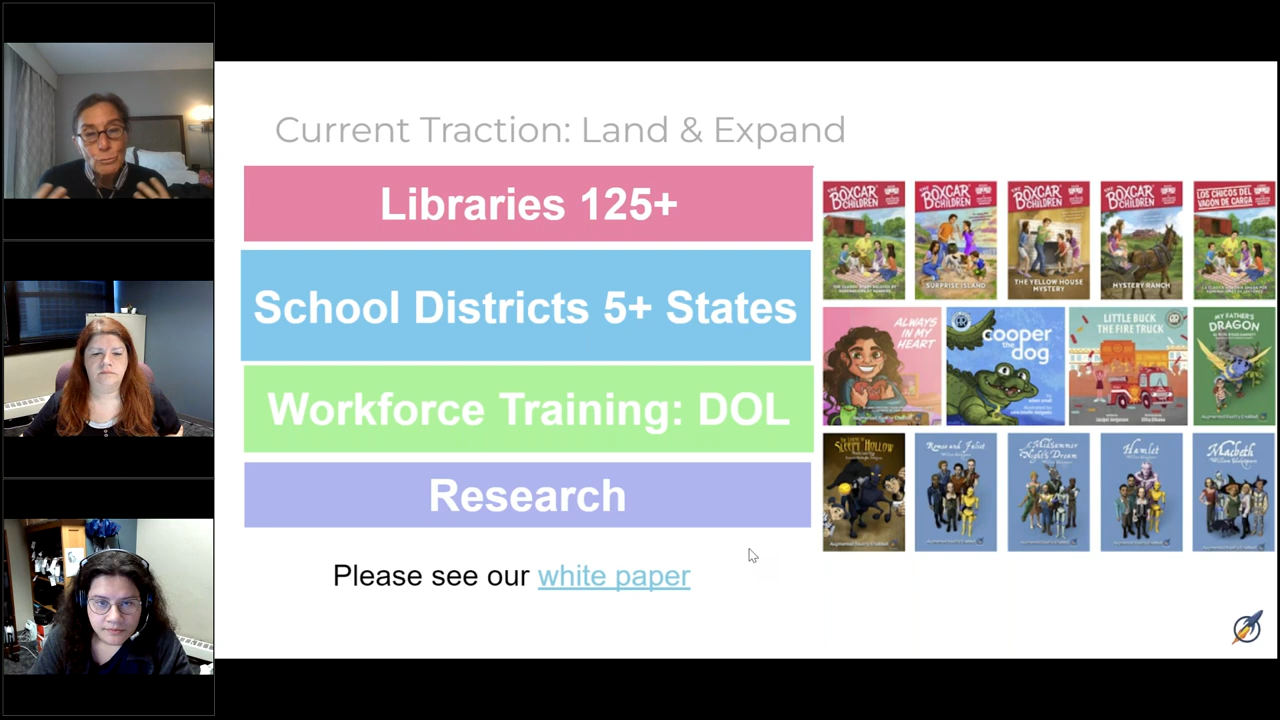 Current Traction: Land & Expand
Libraries 125+
School Districts 5+ States
Workforce Training: DOL
Research
Please see our white paper
THE BOXCAR CHILDREN
THE BOXCAR CHILDREN
SURPRISE ISLAND
THE BOXCAR CHILDREN
THE YELLOW HOUSE MYSTERY
THE BOXCAR CHILDREN
MYSTERY RANCH
LOS CHICOS DEL VAGÓN DE CARGA
ALWAYS IN MY HEART
cooper the dog
LITTLE BUCK
THE FIRE TRUCK
MY FATHER'S DRAGON
SLEEPY HOLLOW
Romeo and Juliet
A Midsummer Night's Dream
Hamlet
Macbeth
William Shakespeare